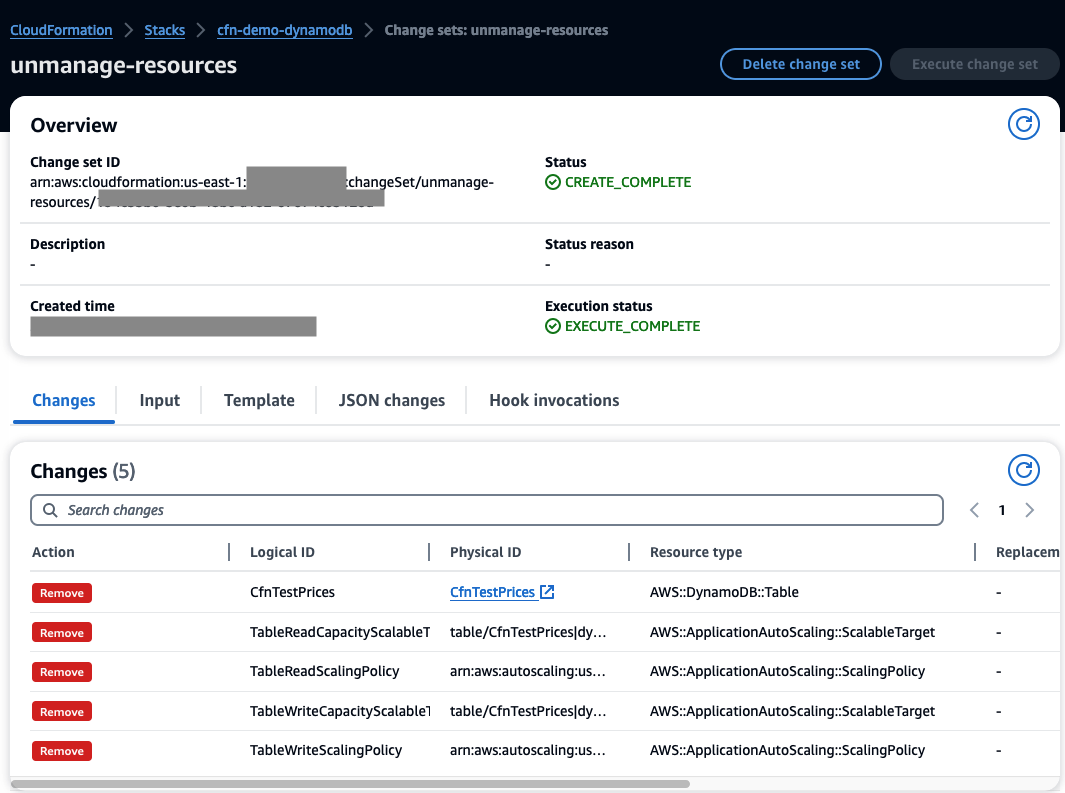 CloudFormation > Stacks > cfn-demo-dynamodb > Change sets: unmanage-resources
unmanage-resources
Delete change set
Execute change set
Overview
Change set ID
arn:aws:cloudformation:us-east-1: :changeSet/unmanage-
resources/
Status
CREATE_COMPLETE
Description
-
Status reason
-
Created time
Execution status
EXECUTE_COMPLETE
Changes
Input
Template
JSON changes
Hook invocations
Changes (5)
Search changes
1
Action Logical ID Physical ID Resource type Replacem
Remove CfnTestPrices CfnTestPrices AWS::DynamoDB::Table -
Remove TableReadCapacityScalableT table/CfnTestPrices|dy... AWS::ApplicationAutoScaling::ScalableTarget -
Remove TableReadScalingPolicy arn:aws:autoscaling:us... AWS::ApplicationAutoScaling::ScalingPolicy -
Remove TableWriteCapacityScalableT table/CfnTestPrices|dy... AWS::ApplicationAutoScaling::ScalableTarget -
Remove TableWriteScalingPolicy arn:aws:autoscaling:us... AWS::ApplicationAutoScaling::ScalingPolicy -